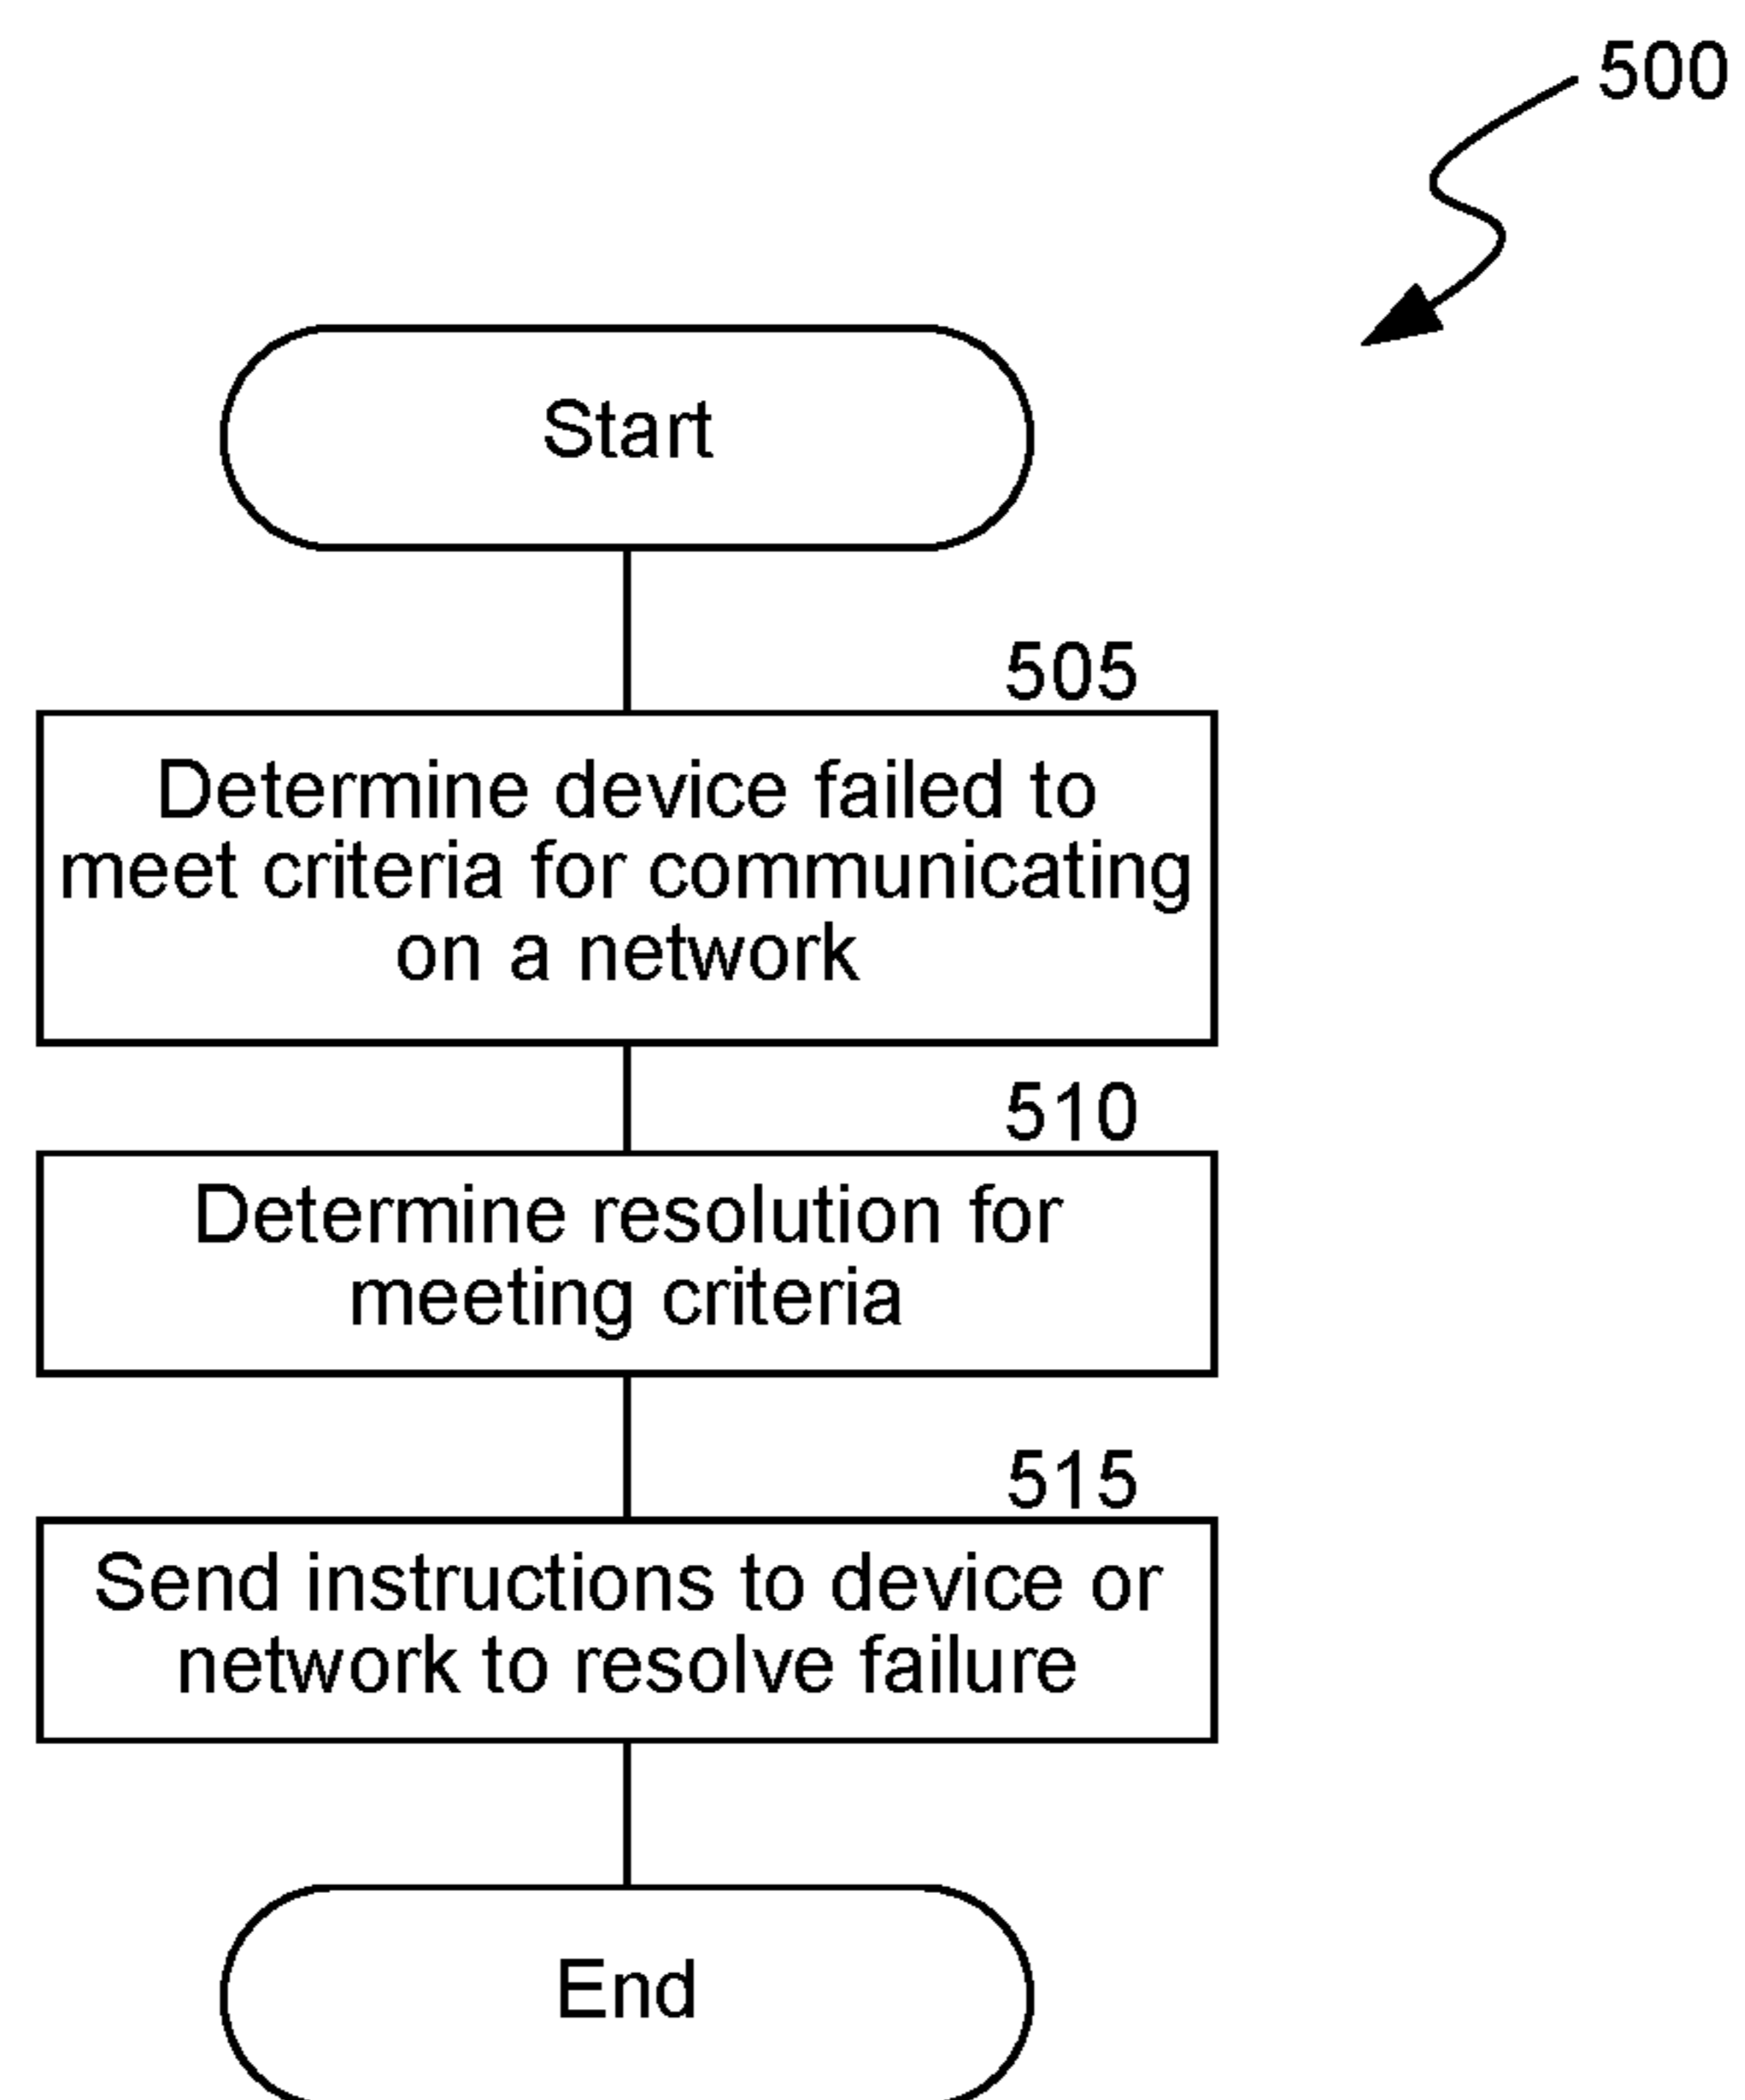 500
Start
505
Determine device failed to
meet criteria for communicating
on a network
510
Determine resolution for
meeting criteria
515
Send instructions to device or
network to resolve failure
End